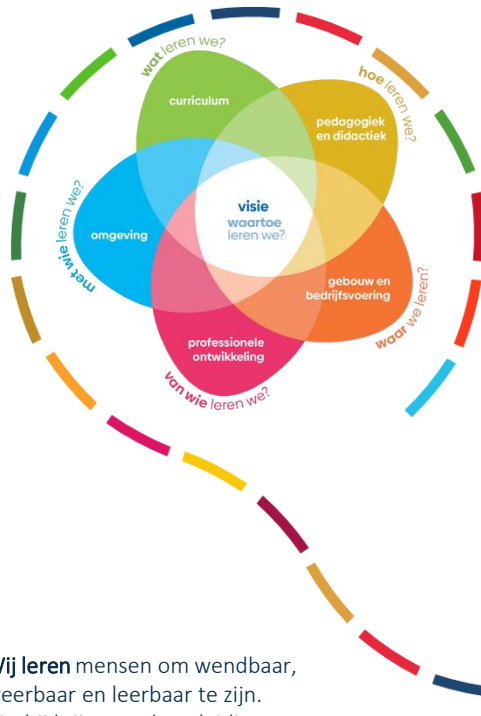 wat leren we?
curriculum
hoe leren we?
pedagogiek
en didactiek
met wie leren we?
omgeving
visie
waartoe
leren we?
gebouw en
bedrijfsvoering
waar we leren?
professionele
ontwikkeling
van wie leren we?
leren mensen om wendbaar,
en leerbaar te zijn.